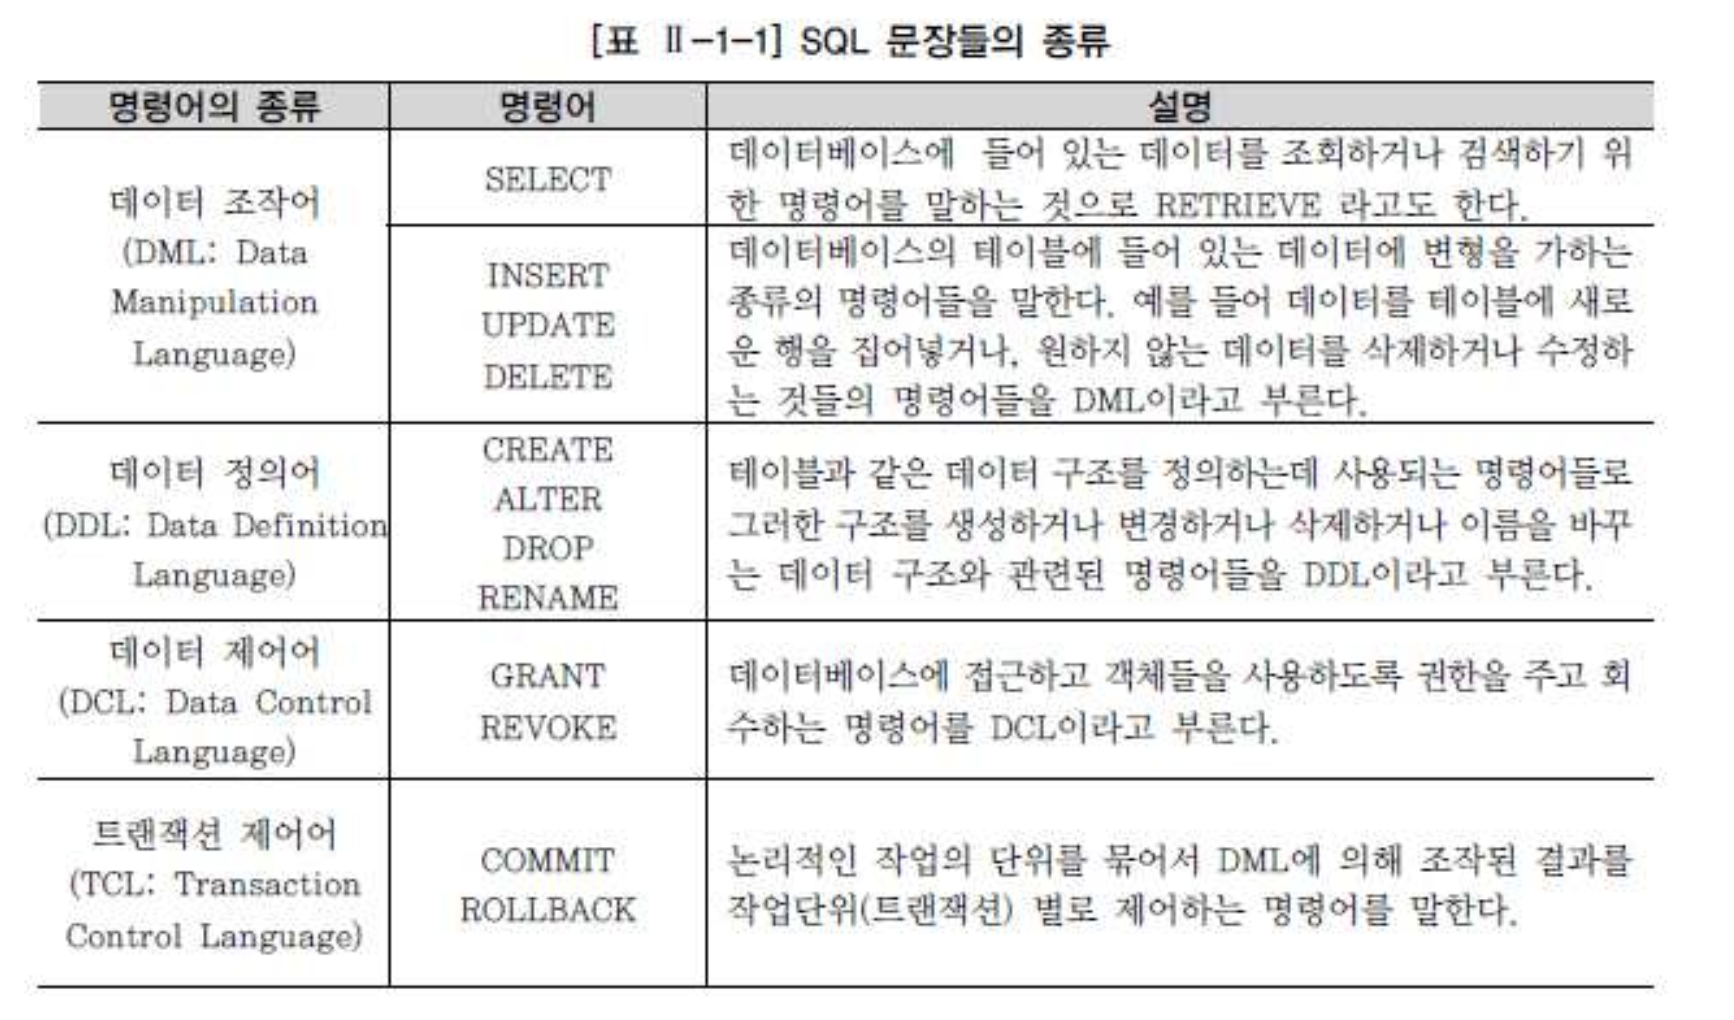 [표 Ⅱ-1-1] SQL 문장들의 종류
명령어의 종류 명령어 설명
데이터 조작어
(DML: Data
Manipulation
Language)
SELECT
데이터베이스에 들어 있는 데이터를 조회하거나 검색하기 위
한 명령어를 말하는 것으로 RETRIEVE 라고도 한다.
INSERT
UPDATE
DELETE
데이터베이스의 테이블에 들어 있는 데이터에 변형을 가하는
종류의 명령어들을 말한다. 예를 들어 데이터를 테이블에 새로
운 행을 집어넣거나, 원하지 않는 데이터를 삭제하거나 수정하
는 것들의 명령어들을 DML이라고 부른다.
데이터 정의어
(DDL: Data Definition
Language)
CREATE
ALTER
DROP
RENAME
테이블과 같은 데이터 구조를 정의하는데 사용되는 명령어들로
그러한 구조를 생성하거나 변경하거나 삭제하거나 이름을 바꾸
는 데이터 구조와 관련된 명령어들을 DDL이라고 부른다.
데이터 제어어
(DCL: Data Control
Language)
GRANT
REVOKE
데이터베이스에 접근하고 객체들을 사용하도록 권한을 주고 회
수하는 명령어를 DCL이라고 부른다.
트랜잭션 제어어
(TCL: Transaction
Control Language)
COMMIT
ROLLBACK
논리적인 작업의 단위를 묶어서 DML에 의해 조작된 결과를
작업단위(트랜잭션) 별로 제어하는 명령어를 말한다.